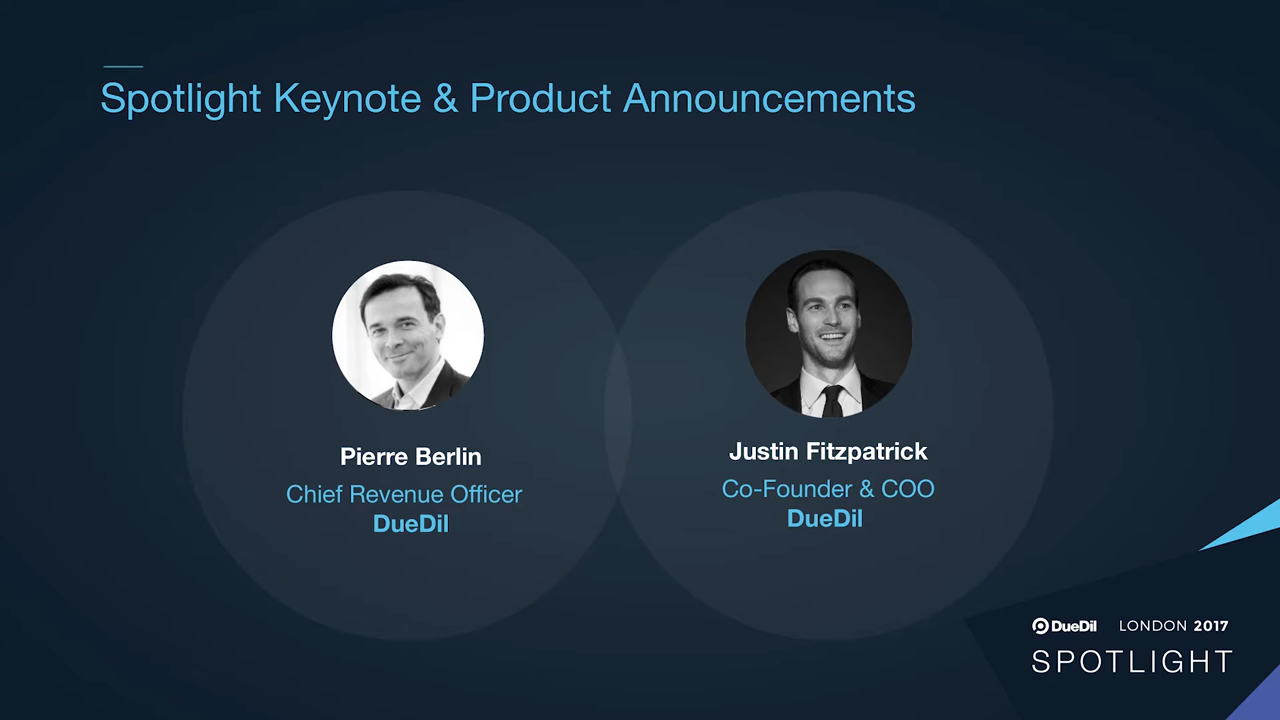 Spotlight Keynote & Product Announcements
Pierre Berlin
Chief Revenue Officer
DueDil
Justin Fitzpatrick
Co-Founder & COO
DueDil
DueDil LONDON 2017
SPOTLIGHT